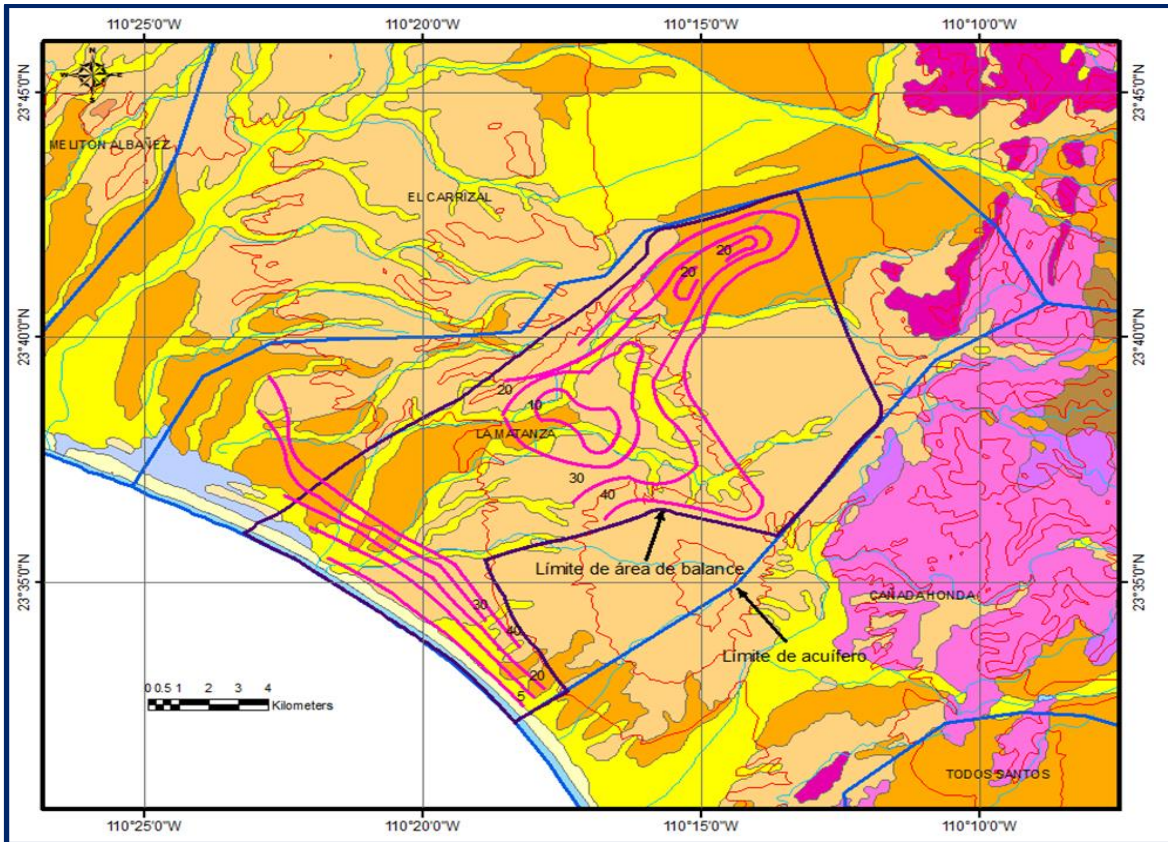 110°25'0"W
110°20'0"W
110°15'0"W
110°10'0"W
N
W
E
S
23°45'0"N
23°45'0"N
MELITON ALBAÑEZ
EL CARRIZAL
20
20
23°40'0"N
23°40'0"N
20
10
LA MATANZA
30
40
Límite de área de balance
23°35'0"N
23°35'0"N
CAÑADA HONDA
30
40
Límite de acuífero
20
5
0 0.5 1 2 3 4
Kilometers
TODOS SANTOS
110°25'0"W
110°20'0"W
110°15'0"W
110°10'0"W